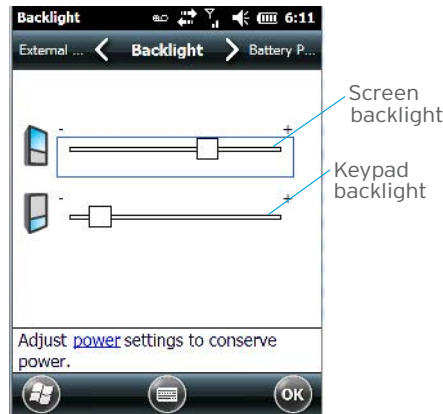 Backlight 6:11
External ... Backlight Battery P...
- +
Screen
backlight
- +
Keypad
backlight
Adjust power settings to conserve
power.
OK